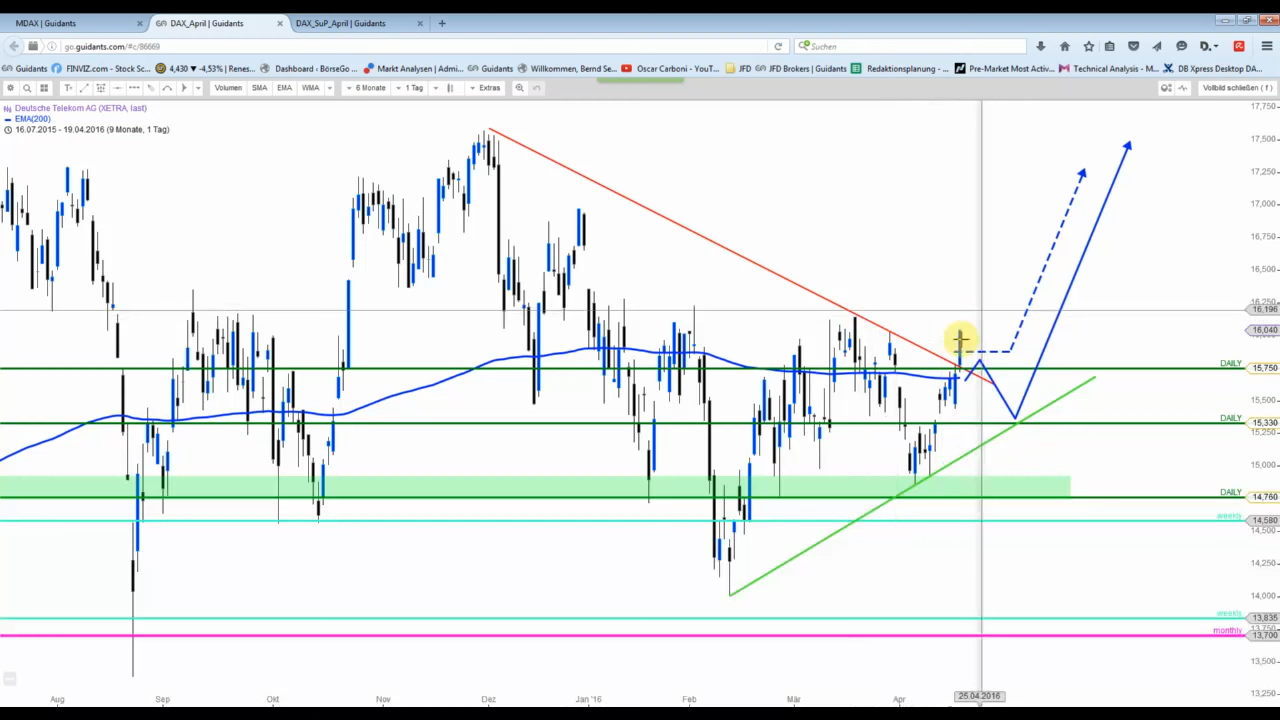 MDAX | Guidants
DAX_April | Guidants
DAX_SuP_April | Guidants
go.guidants.com/#c/86669
Suchen
Guidants
FINVIZ.com - Stock Sc...
4,430 ▼ -4,53% | Renes...
Dashboard ‹ BörseGo ...
Markt Analysen | Admi...
Guidants
Willkommen, Bernd Se...
Oscar Carboni - YouT...
JFD
JFD Brokers | Guidants
Redaktionsplanung - ...
Pre-Market Most Activ...
Technical Analysis - M...
DB Xpress Desktop DA...
Volumen
SMA
EMA
WMA
6 Monate
1 Tag
Extras
Vollbild schließen ( f )
Deutsche Telekom AG (XETRA, last)
EMA(200)
16.07.2015 - 19.04.2016 (9 Monate, 1 Tag)
17,750
17,500
17,250
17,000
16,750
16,500
16,250
16,196
16,040
DAILY
15,750
15,500
DAILY
15,330
15,250
15,000
DAILY
14,760
weekly
14,580
14,500
14,250
14,000
weekly
13,835
13,750
monthly
13,700
13,500
13,250
Aug
Sep
Okt
Nov
Dez
Jan '16
Feb
Mär
Apr
25.04.2016